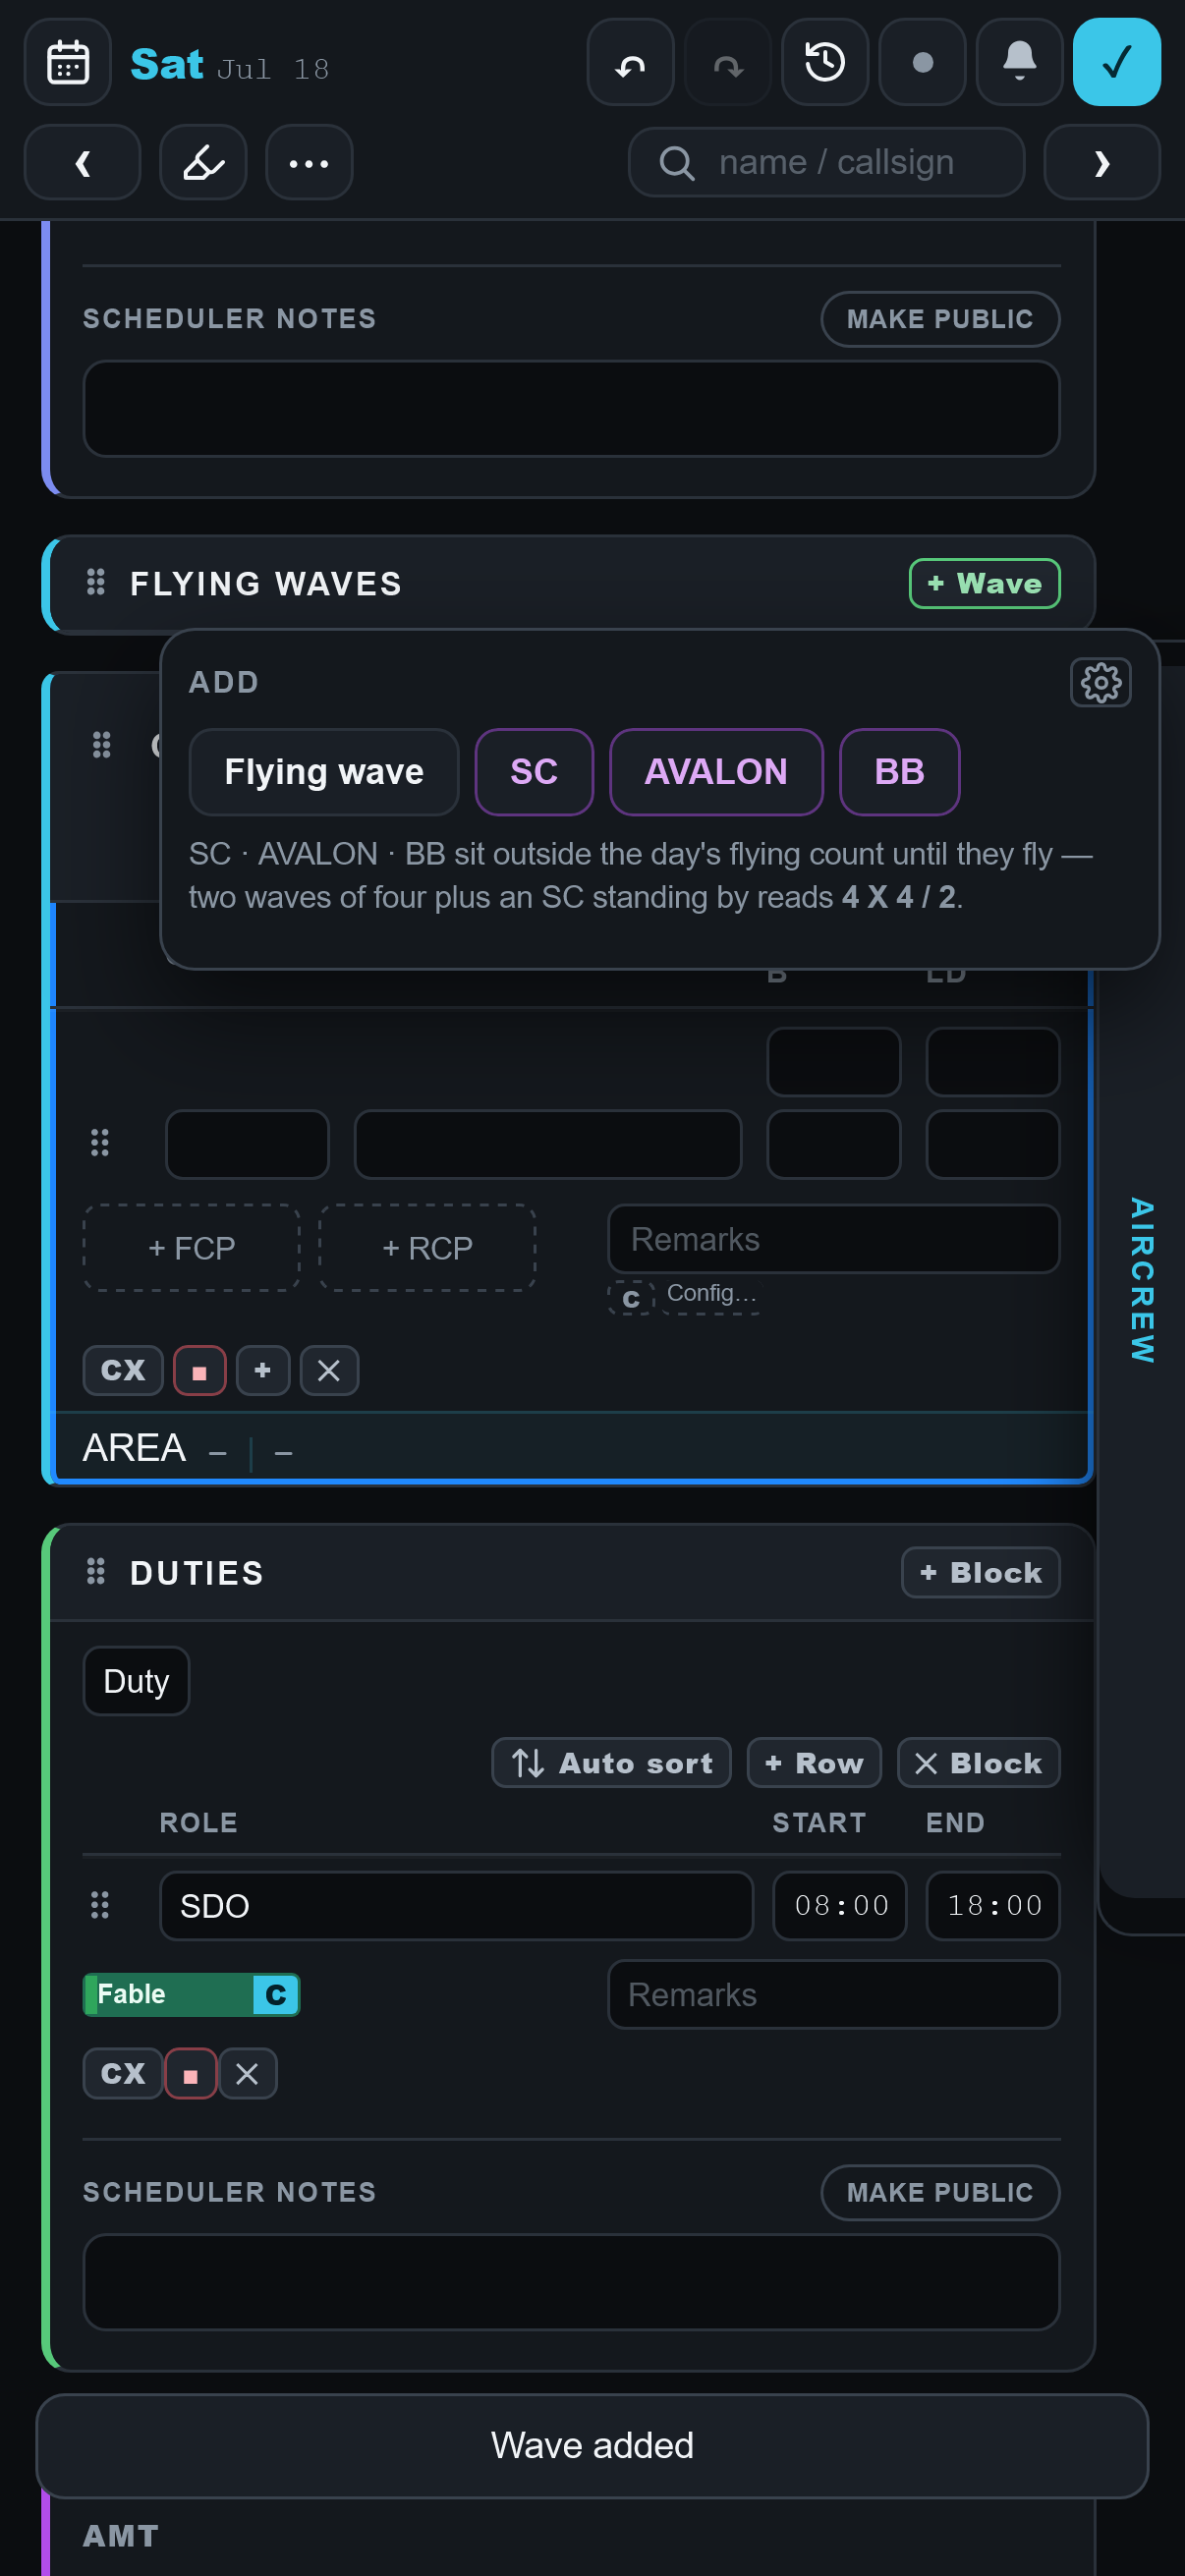 Sat Jul 18
name / callsign
SCHEDULER NOTES
MAKE PUBLIC
FLYING WAVES
+ Wave
ADD
Flying wave
SC
AVALON
BB
SC · AVALON · BB sit outside the day's flying count until they fly —
two waves of four plus an SC standing by reads 4 X 4 / 2.
+ FCP
+ RCP
Remarks
C
Config...
CX
+
AREA – | –
AIRCREW
DUTIES
+ Block
Duty
Auto sort
+ Row
× Block
ROLE
START
END
SDO
08:00
18:00
Fable
C
Remarks
CX
SCHEDULER NOTES
MAKE PUBLIC
Wave added
AMT